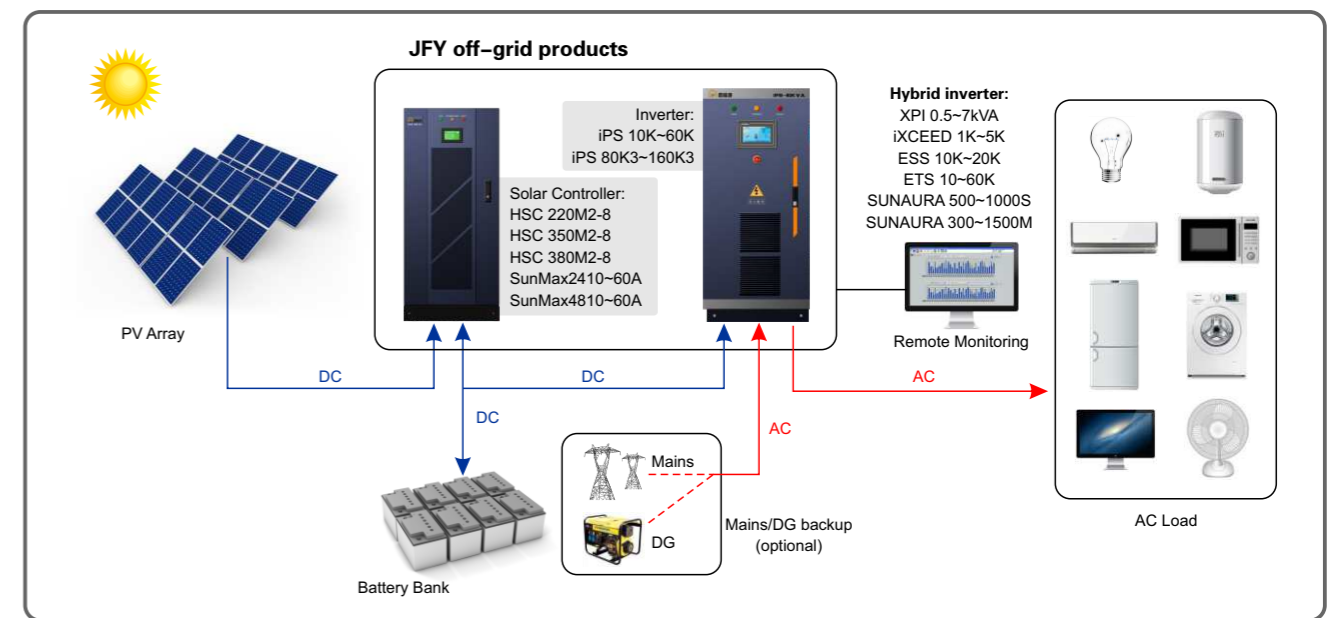 JFY off-grid products
Inverter:
iPS 10K~60K
iPS 80K3~160K3
iPS-6KVA
Solar Controller:
HSC 220M2-8
HSC 350M2-8
HSC 380M2-8
SunMax2410~60A
SunMax4810~60A
Hybrid inverter:
XPI 0.5~7kVA
iXCEED 1K~5K
ESS 10K~20K
ETS 10~60K
SUNAURA 500~1000S
SUNAURA 300~1500M
Remote Monitoring
PV Array
DC
DC
DC
AC
AC
Mains
DG
Mains/DG backup
(optional)
Battery Bank
AC Load